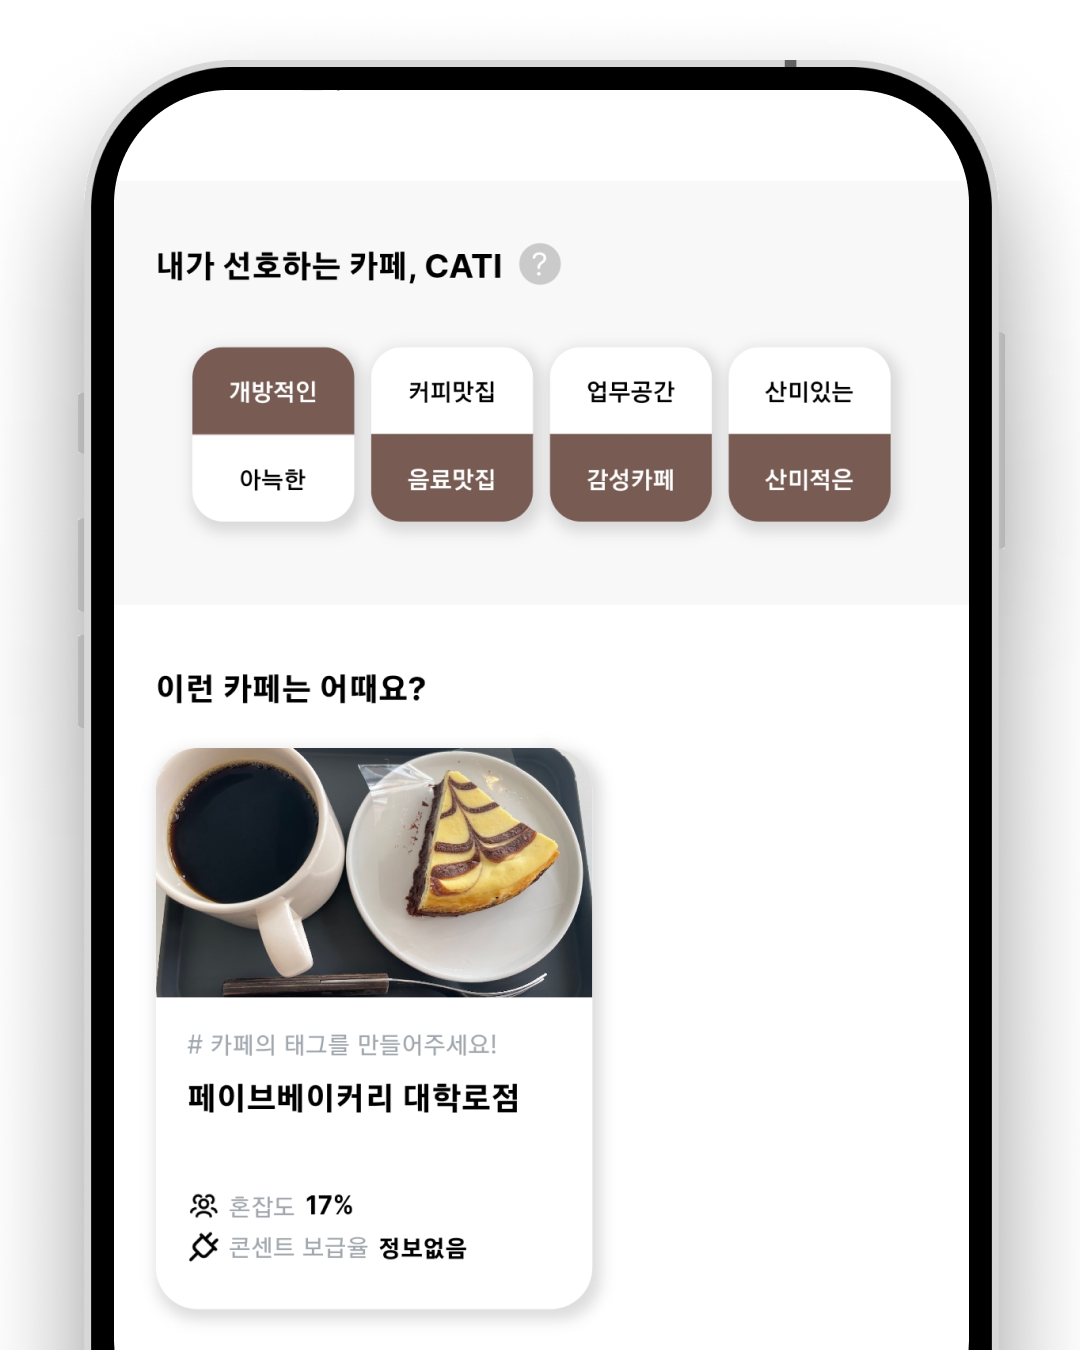 내가 선호하는 카페, CATI ?
개방적인 커피맛집 업무공간 산미있는
아늑한 음료맛집 감성카페 산미적은
이런 카페는 어때요?
# 카페의 태그를 만들어주세요!
페이브베이커리 대학로점
혼잡도 17%
콘센트 보급율 정보없음